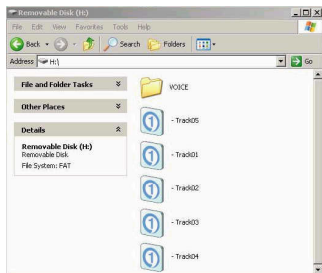 Removable Disk (H:)
File Edit View Favorites Tools Help
Back Search Folders
Address H:\ Go
File and Folder Tasks
Other Places
Details
Removable Disk (H:)
Removable Disk
File System: FAT
VOICE
- Track05
- Track01
- Track02
- Track03
- Track04